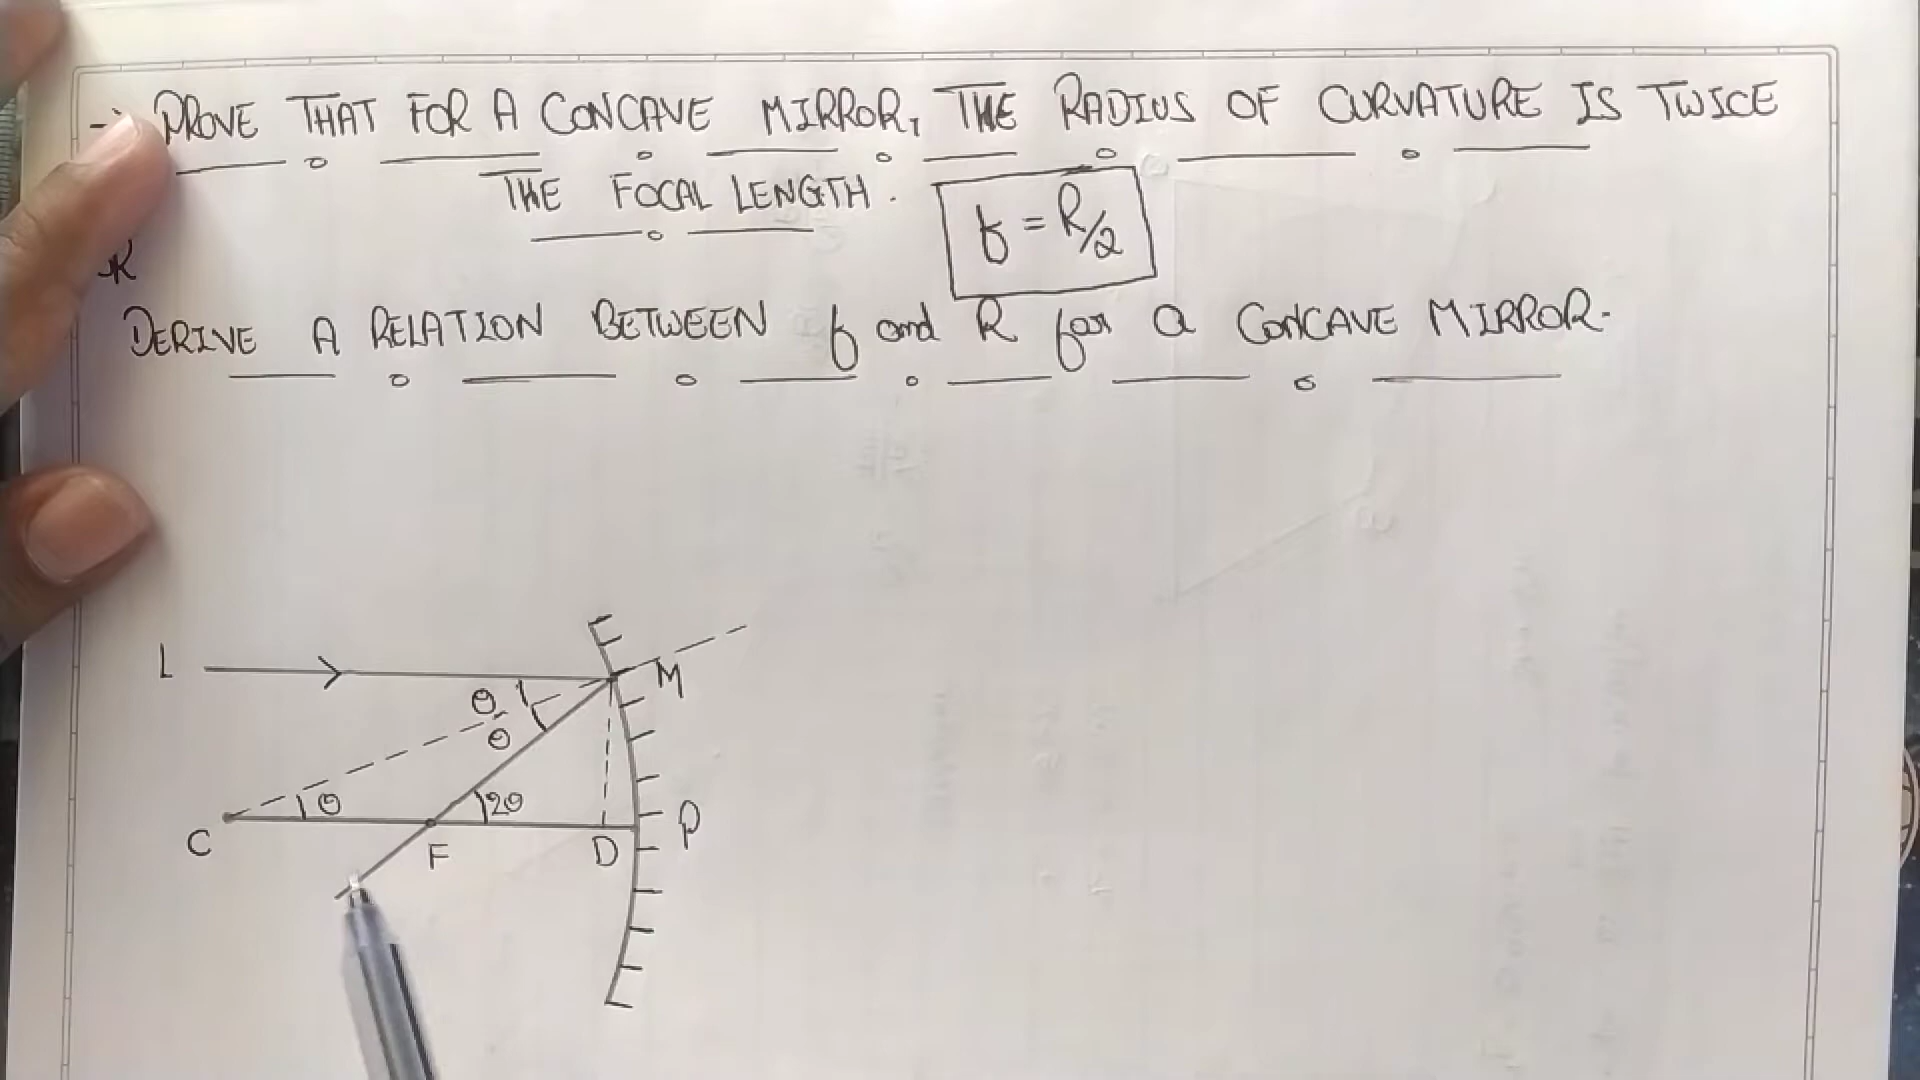 → PROVE THAT FOR A CONCAVE MIRROR, THE RADIUS OF CURVATURE IS TWICE
THE FOCAL LENGTH.
f = R/2
DERIVE A RELATION BETWEEN f and R for a CONCAVE MIRROR.
L
M
θ
θ
θ
2θ
C
F
D
P